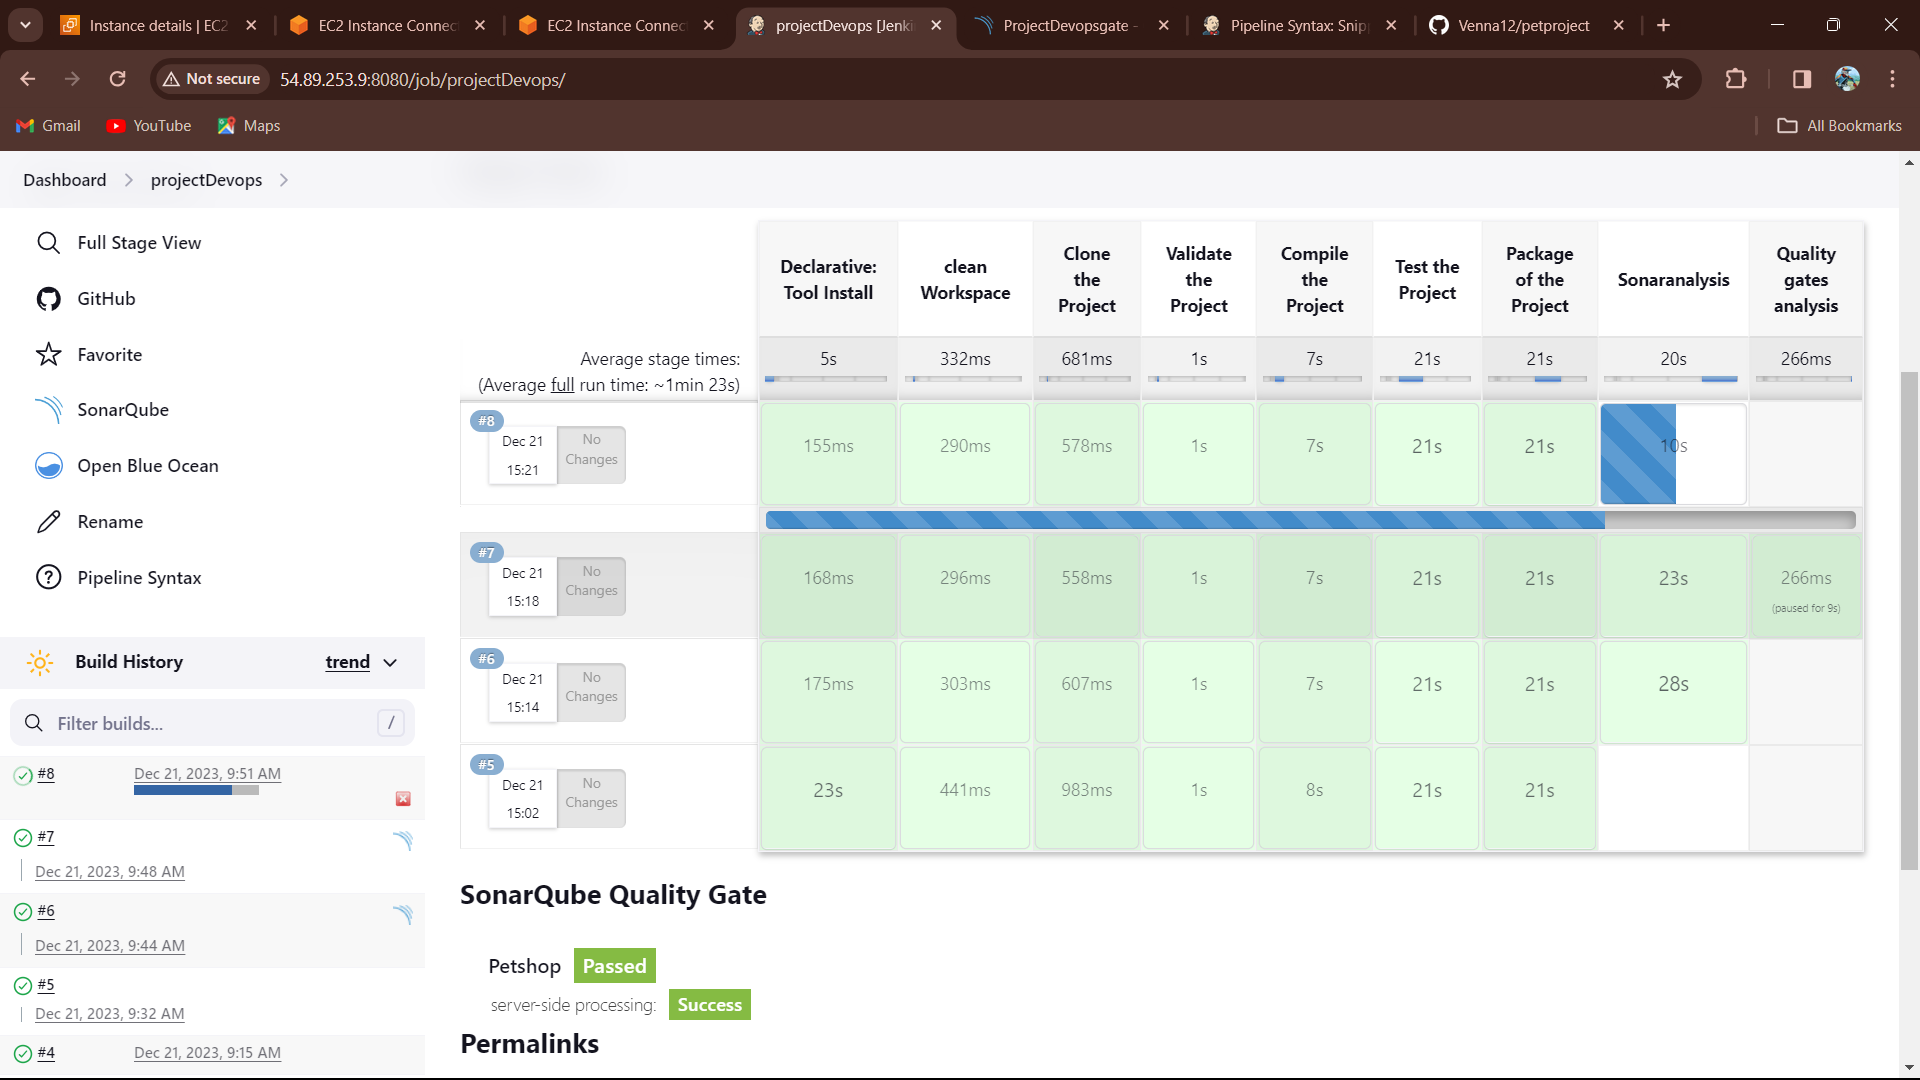 Instance details | EC2
EC2 Instance Connec
EC2 Instance Connec
projectDevops [Jenki
ProjectDevopsgate -
Pipeline Syntax: Snip
Venna12/petproject
Not secure
54.89.253.9:8080/job/projectDevops/
Gmail
YouTube
Maps
All Bookmarks
Dashboard
projectDevops
Full Stage View
GitHub
Favorite
SonarQube
Open Blue Ocean
Rename
Pipeline Syntax
Build History
trend
Filter builds...
/
#8
Dec 21, 2023, 9:51 AM
#7
Dec 21, 2023, 9:48 AM
#6
Dec 21, 2023, 9:44 AM
#5
Dec 21, 2023, 9:32 AM
#4
Dec 21, 2023, 9:15 AM
Declarative:
Tool Install
clean
Workspace
Clone
the
Project
Validate
the
Project
Compile
the
Project
Test the
Project
Package
of the
Project
Sonaranalysis
Quality
gates
analysis
Average stage times:
(Average full run time: ~1min 23s)
5s
332ms
681ms
1s
7s
21s
21s
20s
266ms
#8
Dec 21
15:21
No
Changes
155ms
290ms
578ms
1s
7s
21s
21s
10s
#7
Dec 21
15:18
No
Changes
168ms
296ms
558ms
1s
7s
21s
21s
23s
266ms
(paused for 9s)
#6
Dec 21
15:14
No
Changes
175ms
303ms
607ms
1s
7s
21s
21s
28s
#5
Dec 21
15:02
No
Changes
23s
441ms
983ms
1s
8s
21s
21s
SonarQube Quality Gate
Petshop
Passed
server-side processing:
Success
Permalinks